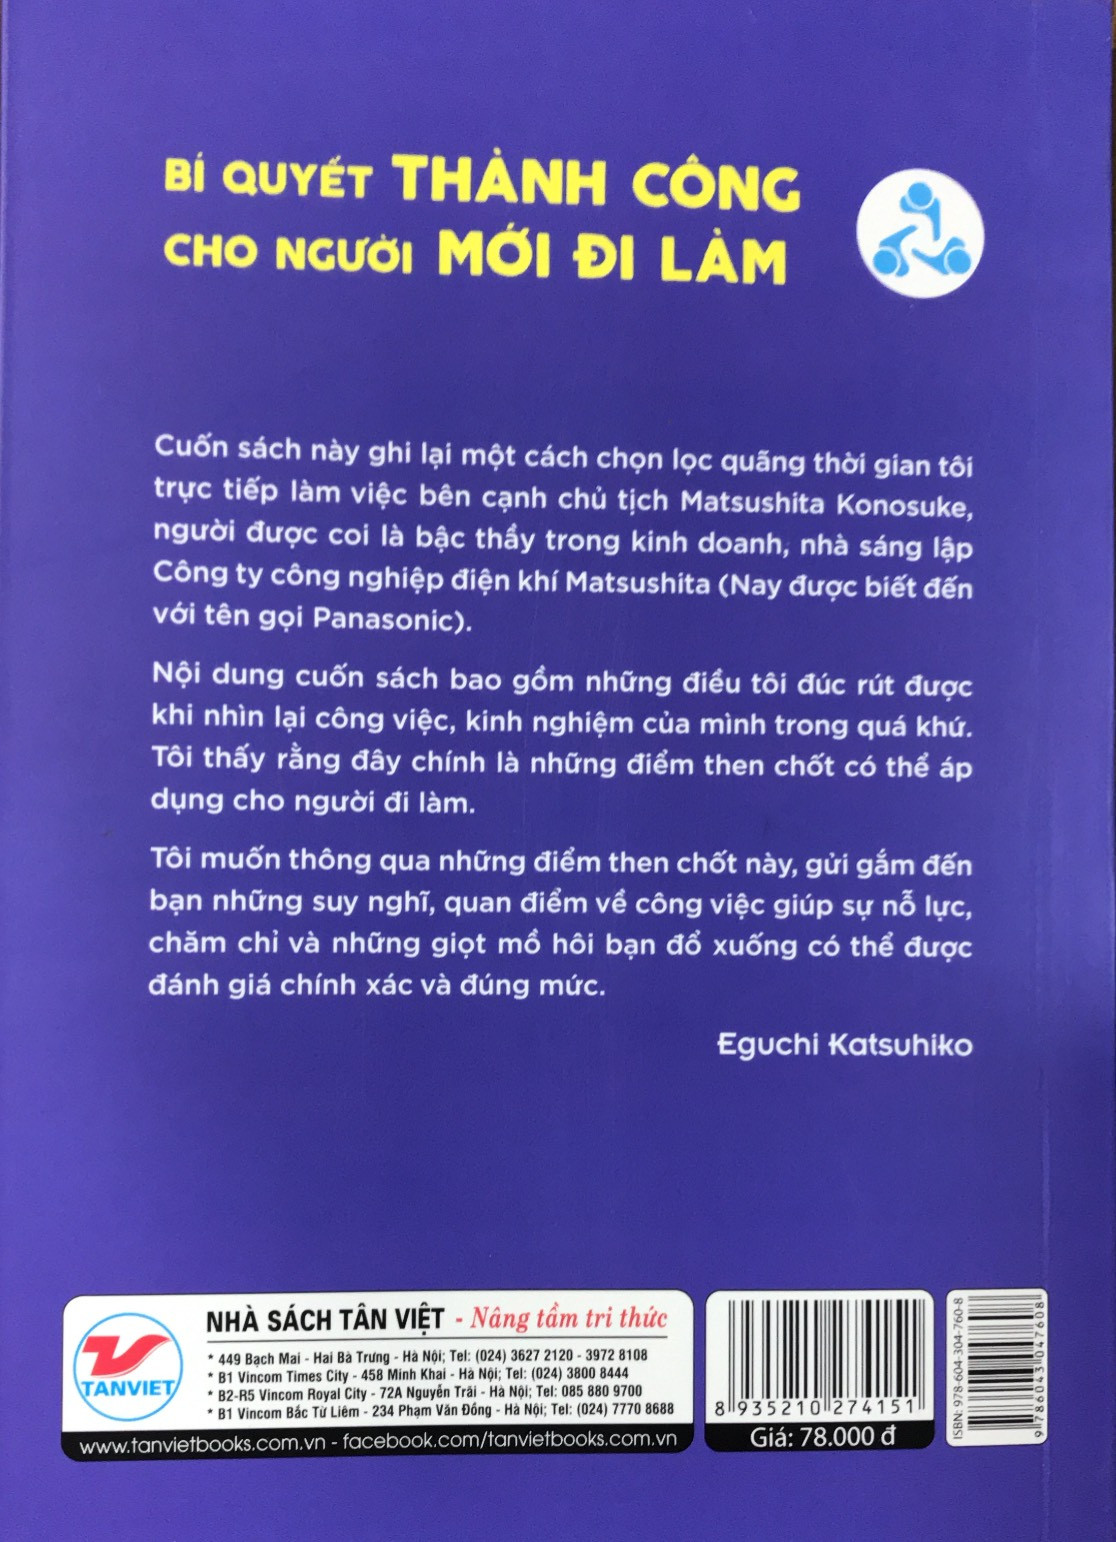 BÍ QUYẾT THÀNH CÔNG
CHO NGƯỜI MỚI ĐI LÀM
Cuốn sách này ghi lại một cách chọn lọc quãng thời gian tôi
trực tiếp làm việc bên cạnh chủ tịch Matsushita Konosuke,
người được coi là bậc thầy trong kinh doanh, nhà sáng lập
Công ty công nghiệp điện khí Matsushita (Nay được biết đến
với tên gọi Panasonic).
Nội dung cuốn sách bao gồm những điều tôi đúc rút được
khi nhìn lại công việc, kinh nghiệm của mình trong quá khứ.
Tôi thấy rằng đây chính là những điểm then chốt có thể áp
dụng cho người đi làm.
Tôi muốn thông qua những điểm then chốt này, gửi gắm đến
bạn những suy nghĩ, quan điểm về công việc giúp sự nỗ lực,
chăm chỉ và những giọt mồ hôi bạn đổ xuống có thể được
đánh giá chính xác và đúng mức.
Eguchi Katsuhiko
TANVIET
NHÀ SÁCH TÂN VIỆT - Nâng tầm tri thức
* 449 Bạch Mai - Hai Bà Trưng - Hà Nội; Tel: (024) 3627 2120 - 3972 8108
* B1 Vincom Times City - 458 Minh Khai - Hà Nội; Tel: (024) 3800 8444
* B2-R5 Vincom Royal City - 72A Nguyễn Trãi - Hà Nội; Tel: 085 880 9700
* B1 Vincom Bắc Từ Liêm - 234 Phạm Văn Đồng - Hà Nội; Tel: (024) 7770 8688
www.tanvietbooks.com.vn - facebook.com/tanvietbooks.com.vn
8 935210 274151
Giá: 78.000 đ
ISBN: 978-604-304-760-8
9 786043 047608